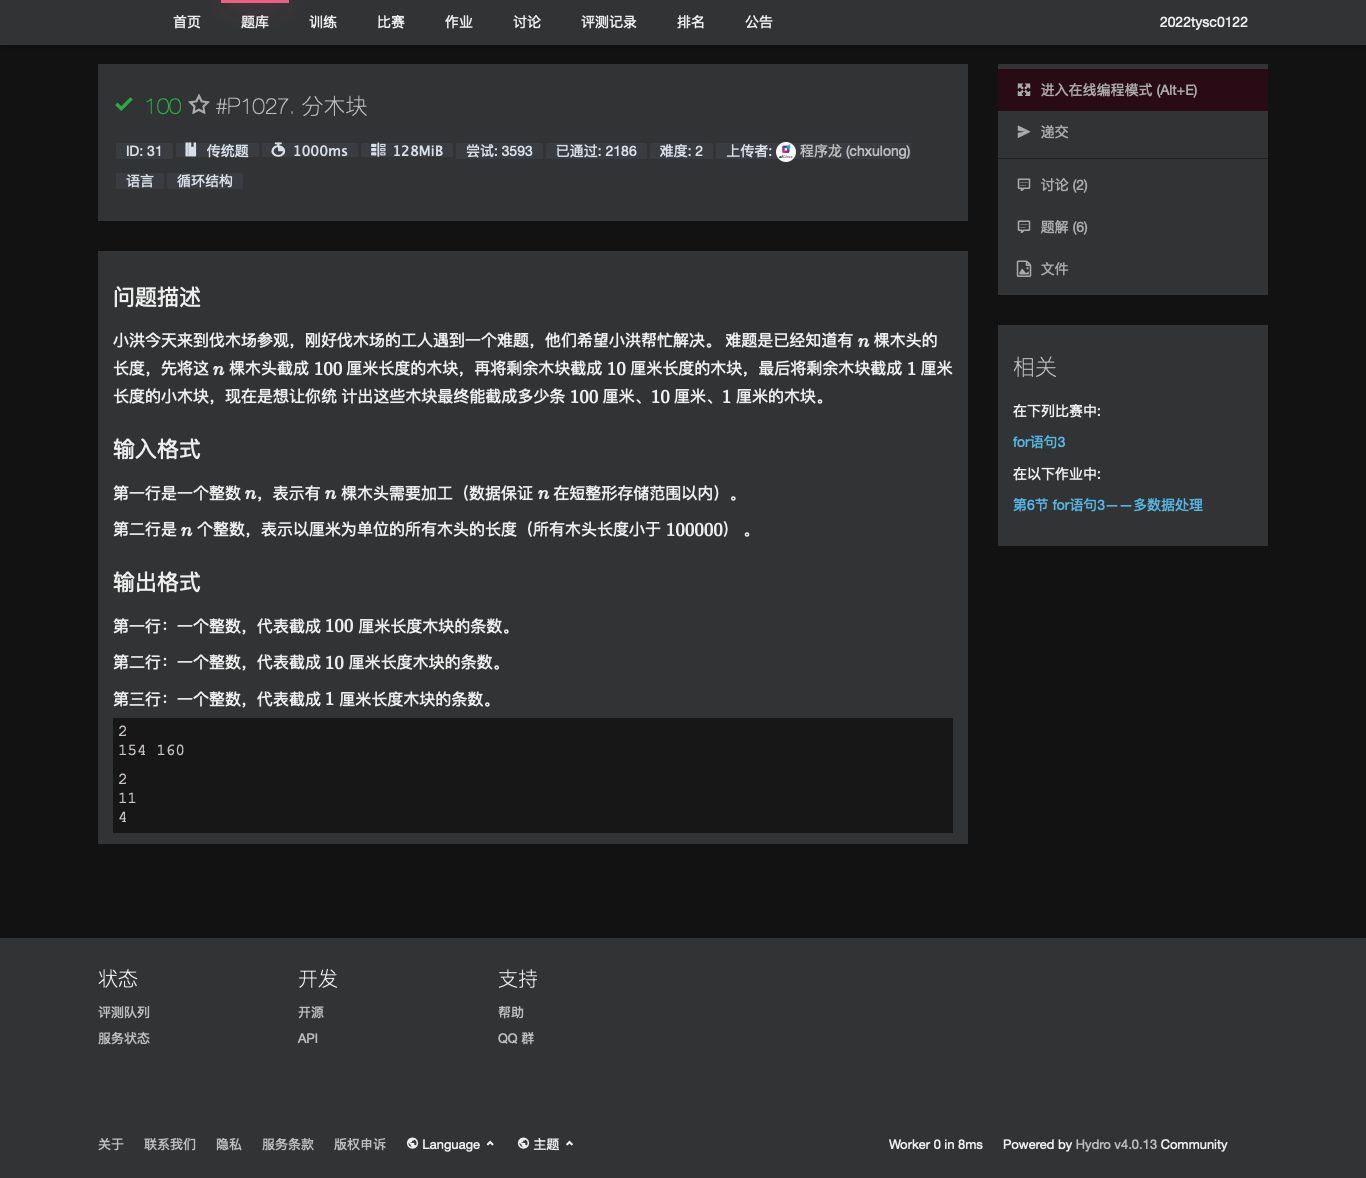 首页 题库 训练 比赛 作业 讨论 评测记录 排名 公告 2022tysc0122
100 #P1027. 分木块
ID: 31 传统题 1000ms 128MiB 尝试: 3593 已通过: 2186 难度: 2 上传者: 程序龙 (chxulong)
语言 循环结构
问题描述
小洪今天来到伐木场参观，刚好伐木场的工人遇到一个难题，他们希望小洪帮忙解决。 难题是已经知道有 n 棵木头的
长度，先将这 n 棵木头截成 100 厘米长度的木块，再将剩余木块截成 10 厘米长度的木块，最后将剩余木块截成 1 厘米
长度的小木块，现在是想让你统 计出这些木块最终能截成多少条 100 厘米、10 厘米、1 厘米的木块。
输入格式
第一行是一个整数 n，表示有 n 棵木头需要加工（数据保证 n 在短整形存储范围以内）。
第二行是 n 个整数，表示以厘米为单位的所有木头的长度（所有木头长度小于 100000） 。
输出格式
第一行：一个整数，代表截成 100 厘米长度木块的条数。
第二行：一个整数，代表截成 10 厘米长度木块的条数。
第三行：一个整数，代表截成 1 厘米长度木块的条数。
2
154 160
2
11
4
进入在线编程模式 (Alt+E)
递交
讨论 (2)
题解 (6)
文件
相关
在下列比赛中:
for语句3
在以下作业中:
第6节 for语句3——多数据处理
状态 开发 支持
评测队列 开源 帮助
服务状态 API QQ 群
关于 联系我们 隐私 服务条款 版权申诉 Language 主题 Worker 0 in 8ms Powered by Hydro v4.0.13 Community